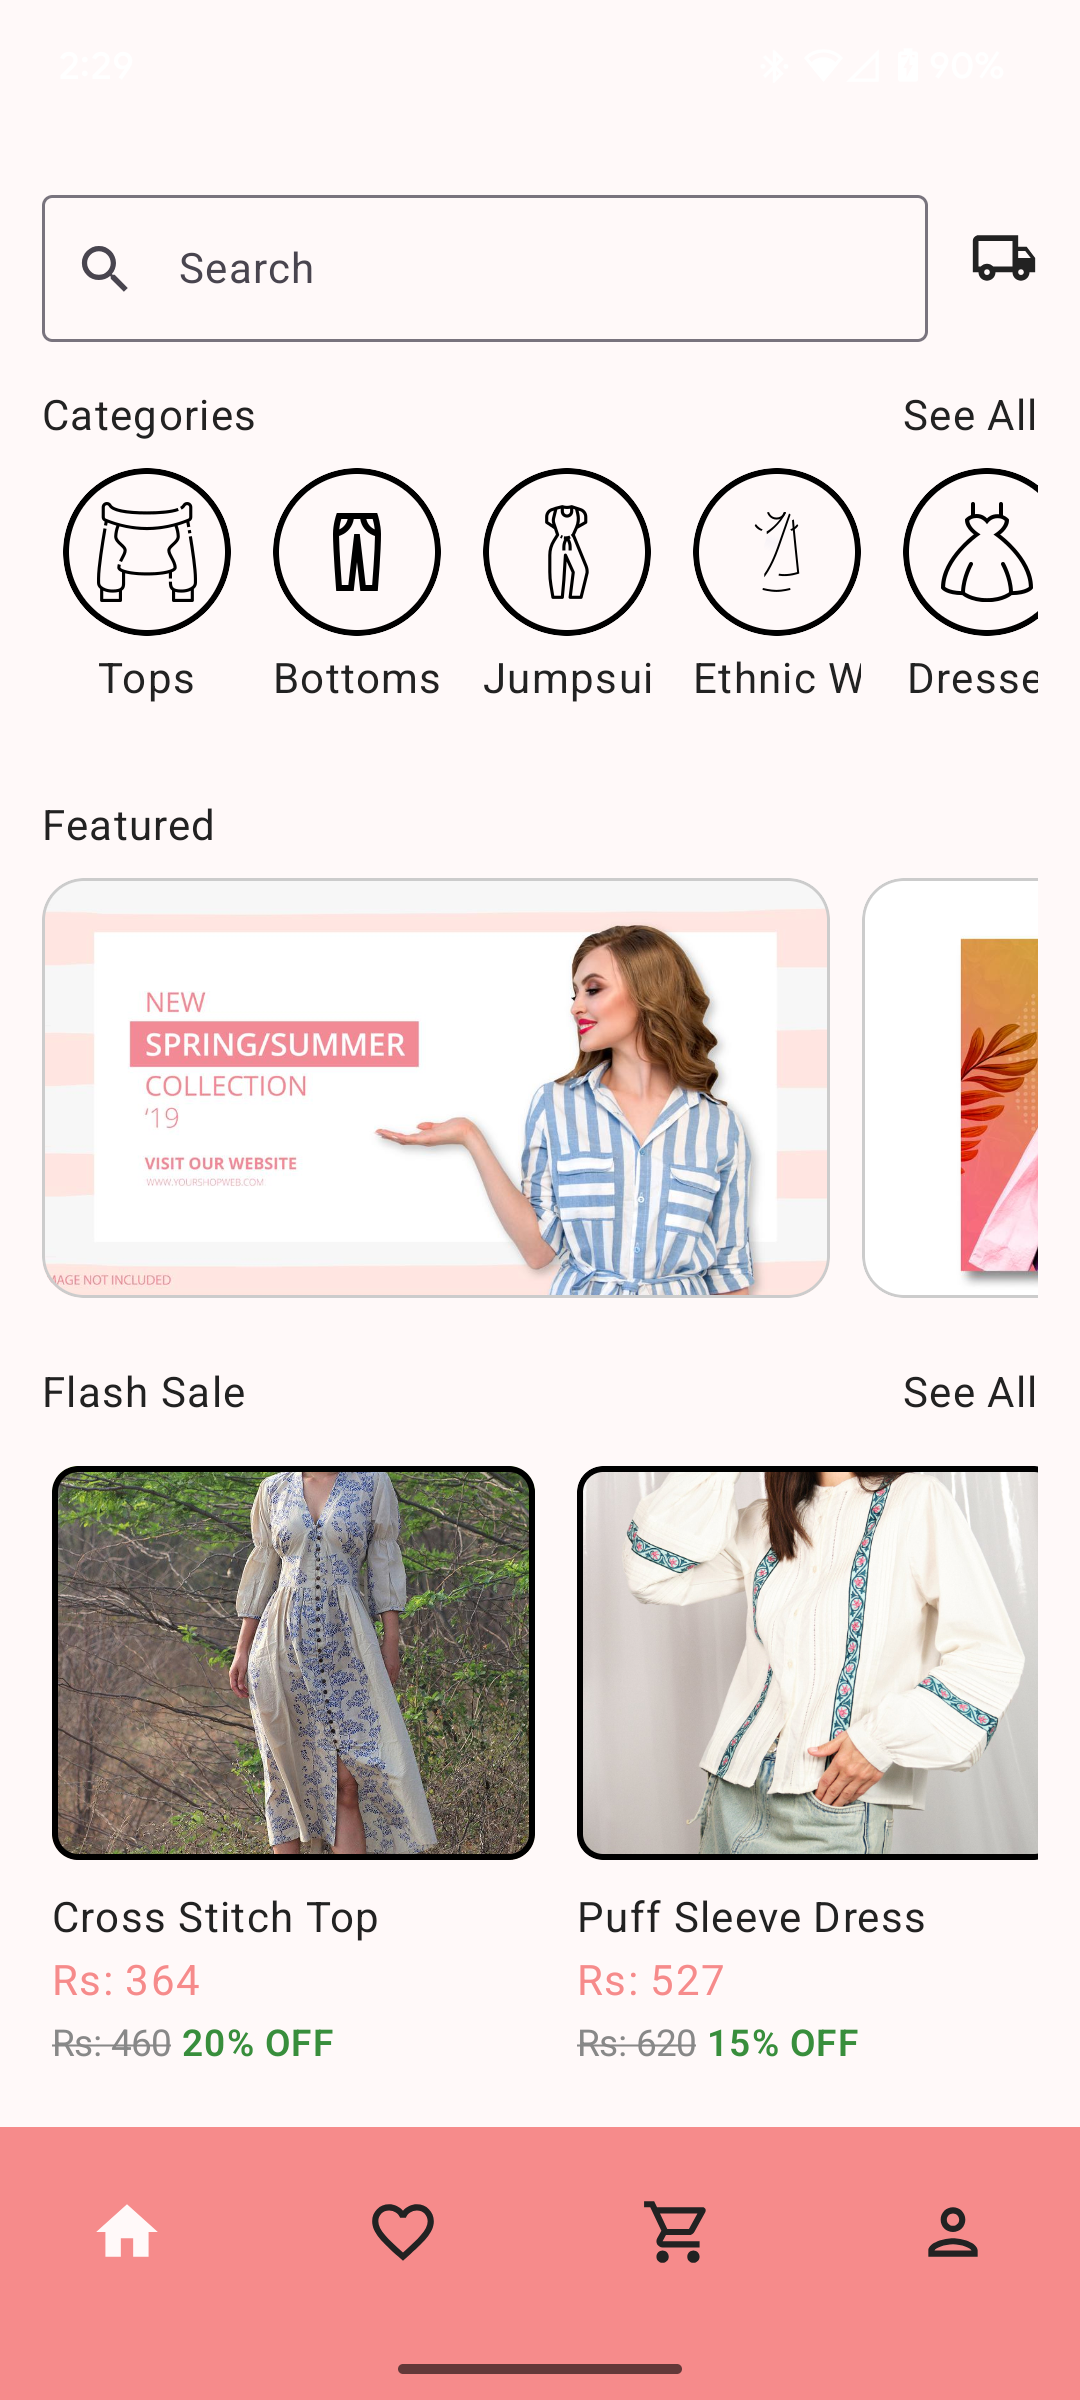 2:29 90%
Search
Categories See All
Tops Bottoms Jumpsui Ethnic W Dresse
Featured
NEW
SPRING/SUMMER
COLLECTION
'19
VISIT OUR WEBSITE
WWW.YOURSHOPWEB.COM
MAGE NOT INCLUDED
Flash Sale See All
Cross Stitch Top Puff Sleeve Dress
Rs: 364 Rs: 527
Rs: 460 20% OFF Rs: 620 15% OFF